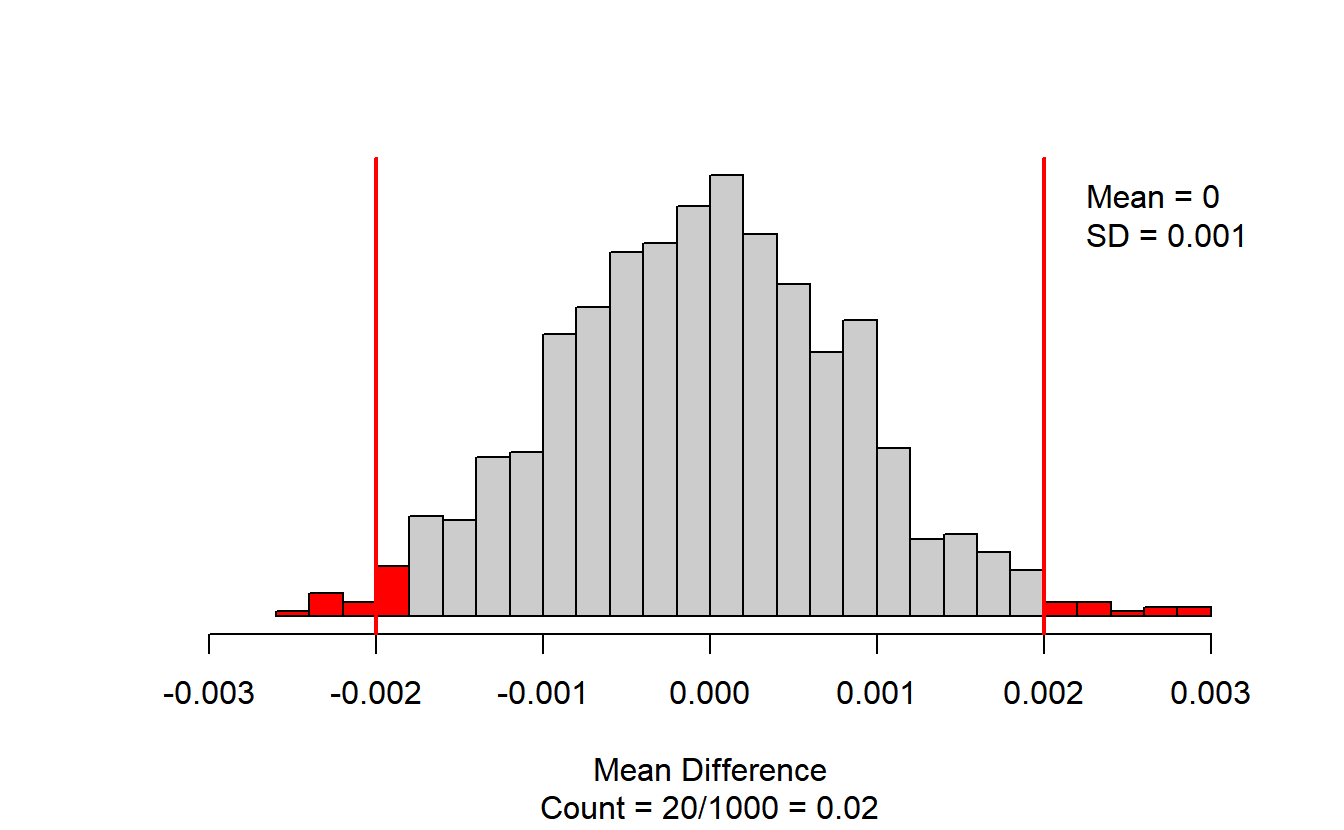 Mean = 0
SD = 0.001
-0.003 -0.002 -0.001 0.000 0.001 0.002 0.003
Mean Difference
Count = 20/1000 = 0.02